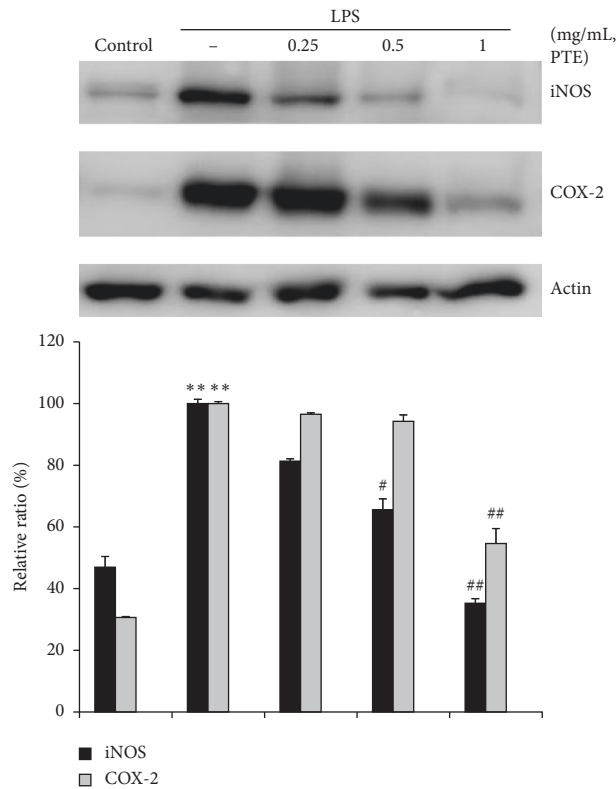 LPS
Control – 0.25 0.5 1 (mg/mL, PTE)
iNOS
COX-2
Actin
120
100
80
60
40
20
0
Relative ratio (%)
** **
#
##
##
iNOS
COX-2